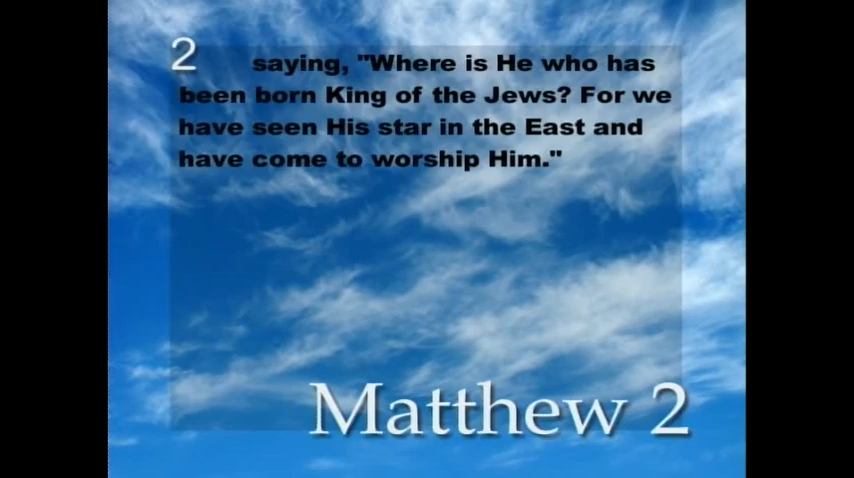 2 saying, "Where is He who has
been born King of the Jews? For we
have seen His star in the East and
have come to worship Him."
Matthew 2